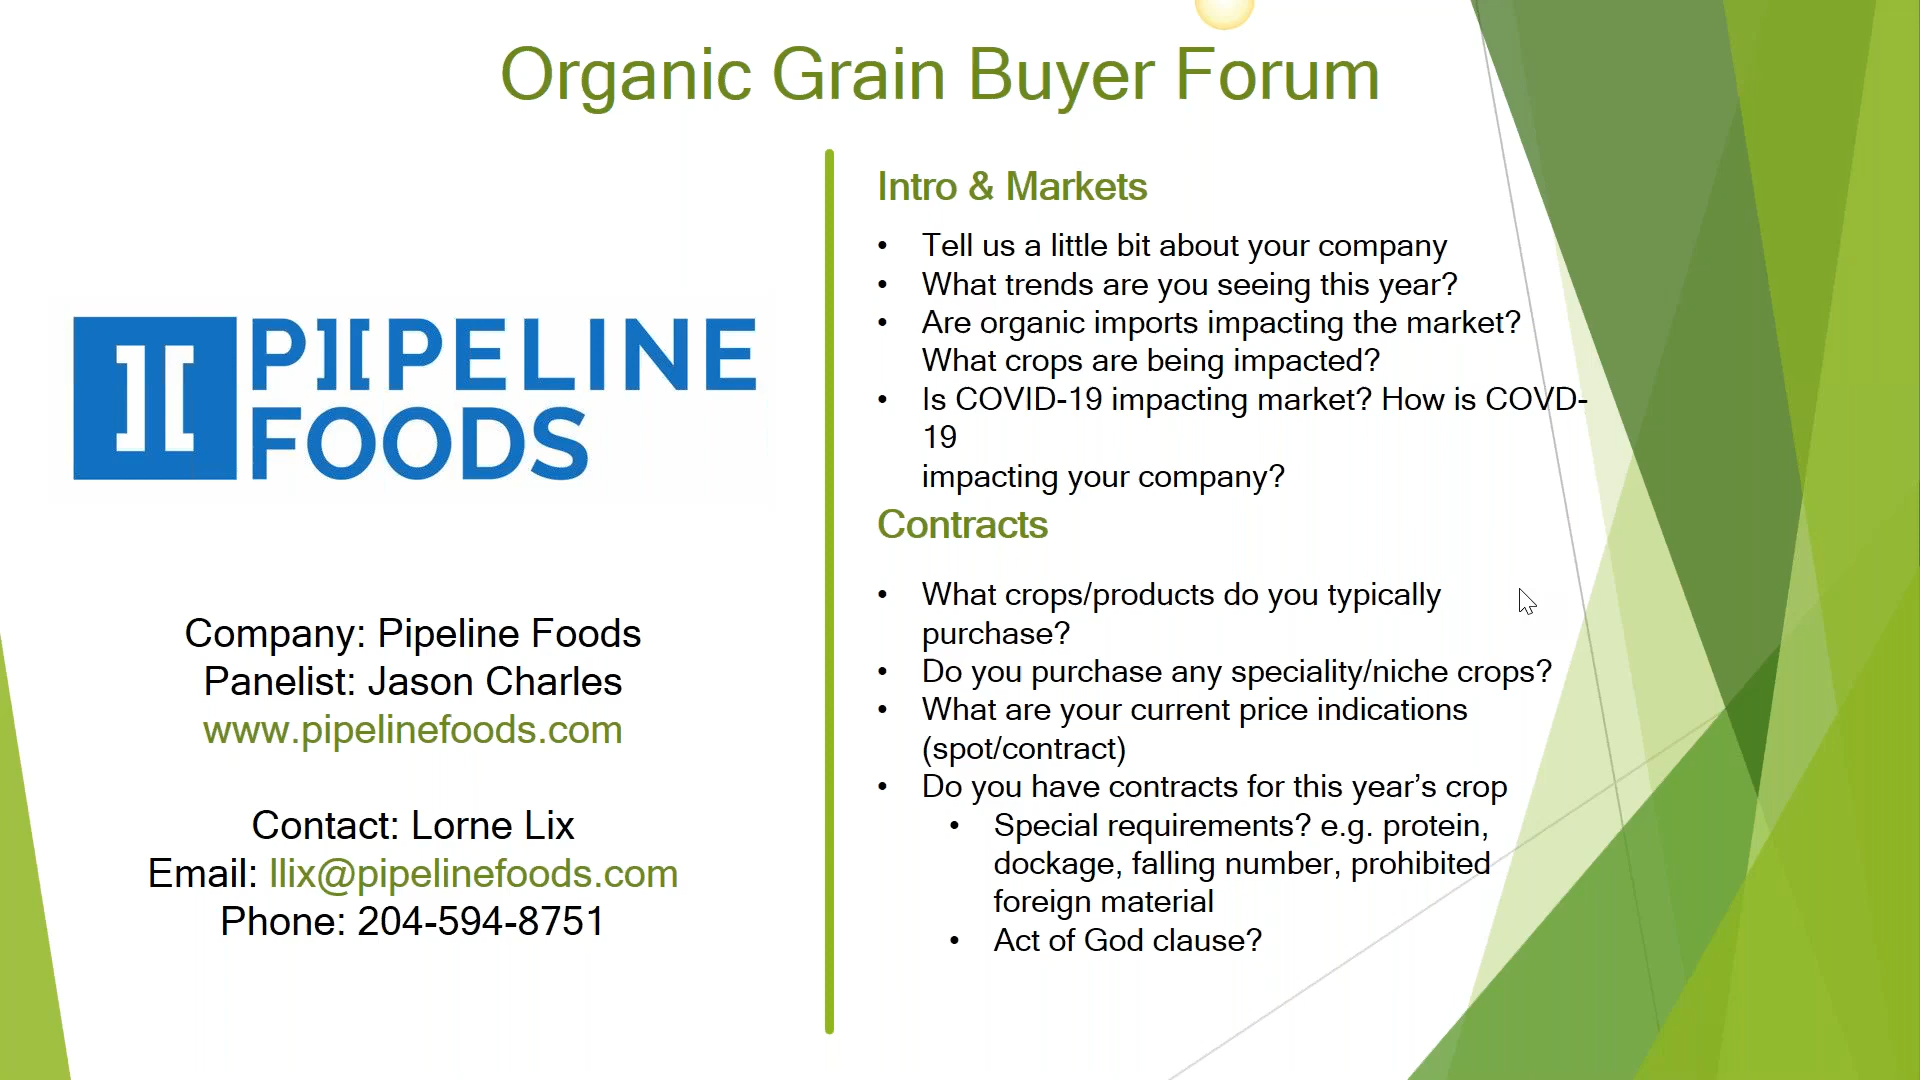 Organic Grain Buyer Forum
PIPELINE
FOODS
Company: Pipeline Foods
Panelist: Jason Charles
www.pipelinefoods.com
Contact: Lorne Lix
Email: llix@pipelinefoods.com
Phone: 204-594-8751
Intro & Markets
• Tell us a little bit about your company
• What trends are you seeing this year?
• Are organic imports impacting the market?
What crops are being impacted?
• Is COVID-19 impacting market? How is COVD-
19
impacting your company?
Contracts
• What crops/products do you typically
purchase?
• Do you purchase any speciality/niche crops?
• What are your current price indications
(spot/contract)
• Do you have contracts for this year’s crop
• Special requirements? e.g. protein,
dockage, falling number, prohibited
foreign material
• Act of God clause?